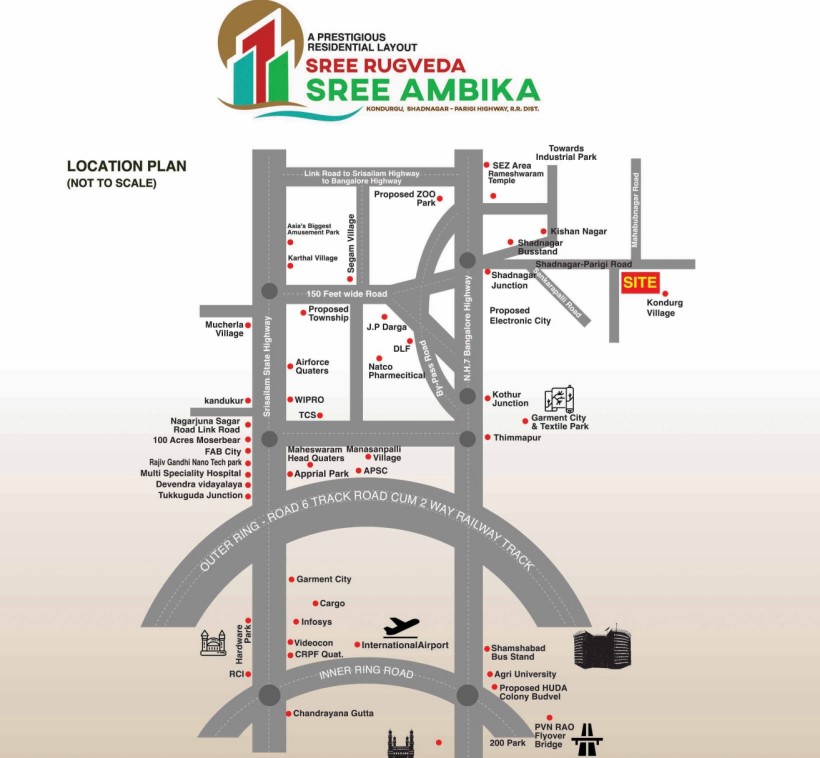 A PRESTIGIOUS
RESIDENTIAL LAYOUT
SREE RUGVEDA
SREE AMBIKA
KONDURGU, SHADNAGAR - PARIGI HIGHWAY, R.R. DIST.
LOCATION PLAN
(NOT TO SCALE)
Link Road to Srisailam Highway
to Bangalore Highway
Proposed ZOO
Park
SEZ Area
Rameshwaram
Temple
Towards
Industrial Park
Mahabubnagar Road
Asia's Biggest
Amusement Park
Karthal Village
Segam Village
Kishan Nagar
Shadnagar
Busstand
Shadnagar-Parigi Road
Shadnagar
Junction
Shankarapalli Road
SITE
Kondurg
Village
150 Feet wide Road
Proposed
Township
J.P Darga
DLF
Natco
Pharmecitical
By-Pass Road
N.H.7 Bangalore Highway
Proposed
Electronic City
Mucherla
Village
Srisailam State Highway
Airforce
Quaters
WIPRO
TCS
kandukur
Nagarjuna Sagar
Road Link Road
100 Acres Moserbear
FAB City
Rajiv Gandhi Nano Tech park
Multi Speciality Hospital
Devendra vidyalaya
Tukkuguda Junction
Kothur
Junction
Garment City
& Textile Park
Thimmapur
Maheswaram
Head Quaters
Manasanpalli
Village
Apprial Park
APSC
OUTER RING - ROAD 6 TRACK ROAD CUM 2 WAY RAILWAY TRACK
Garment City
Cargo
Infosys
Videocon
CRPF Quat.
InternationalAirport
Hardware
Park
RCI
INNER RING ROAD
Shamshabad
Bus Stand
Agri University
Proposed HUDA
Colony Budvel
Chandrayana Gutta
PVN RAO
Flyover
Bridge
200 Park